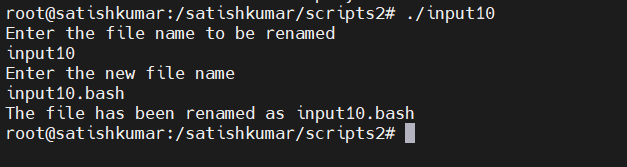 root@satishkumar:/satishkumar/scripts2# ./input10
Enter the file name to be renamed
input10
Enter the new file name
input10.bash
The file has been renamed as input10.bash
root@satishkumar:/satishkumar/scripts2#